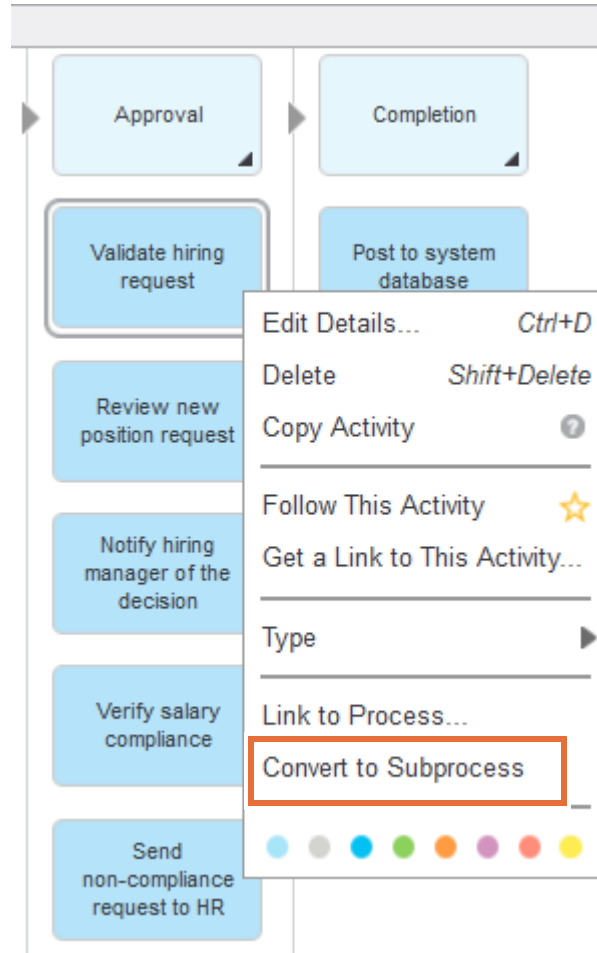 Approval
Completion
Validate hiring
request
Post to system
database
Edit Details... Ctrl+D
Delete Shift+Delete
Copy Activity ?
Review new
position request
Follow This Activity
Get a Link to This Activity...
Notify hiring
manager of the
decision
Type
Link to Process...
Convert to Subprocess
Verify salary
compliance
Send
non-compliance
request to HR